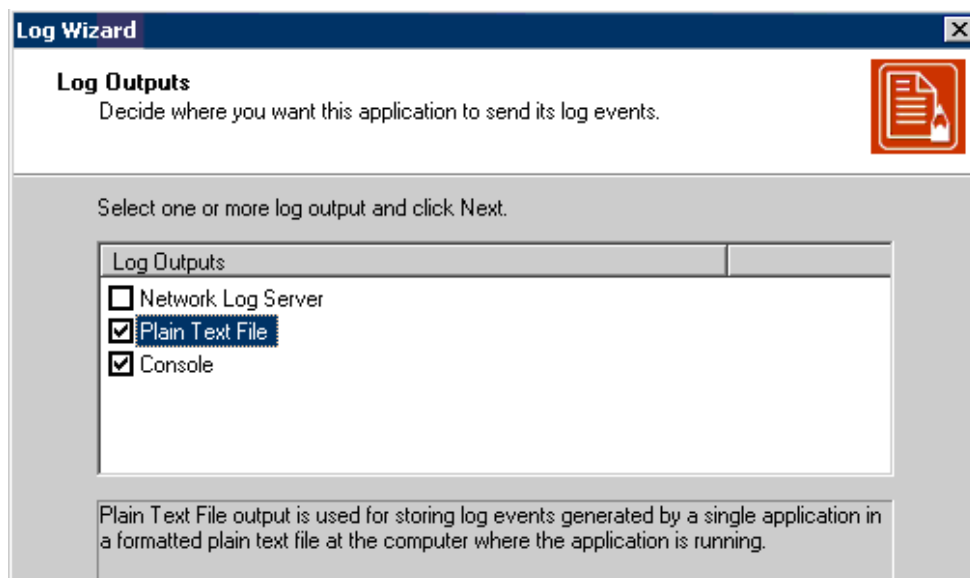 Log Wizard
Log Outputs
Decide where you want this application to send its log events.
Select one or more log output and click Next.
Log Outputs
Network Log Server
Plain Text File
Console
Plain Text File output is used for storing log events generated by a single application in
a formatted plain text file at the computer where the application is running.